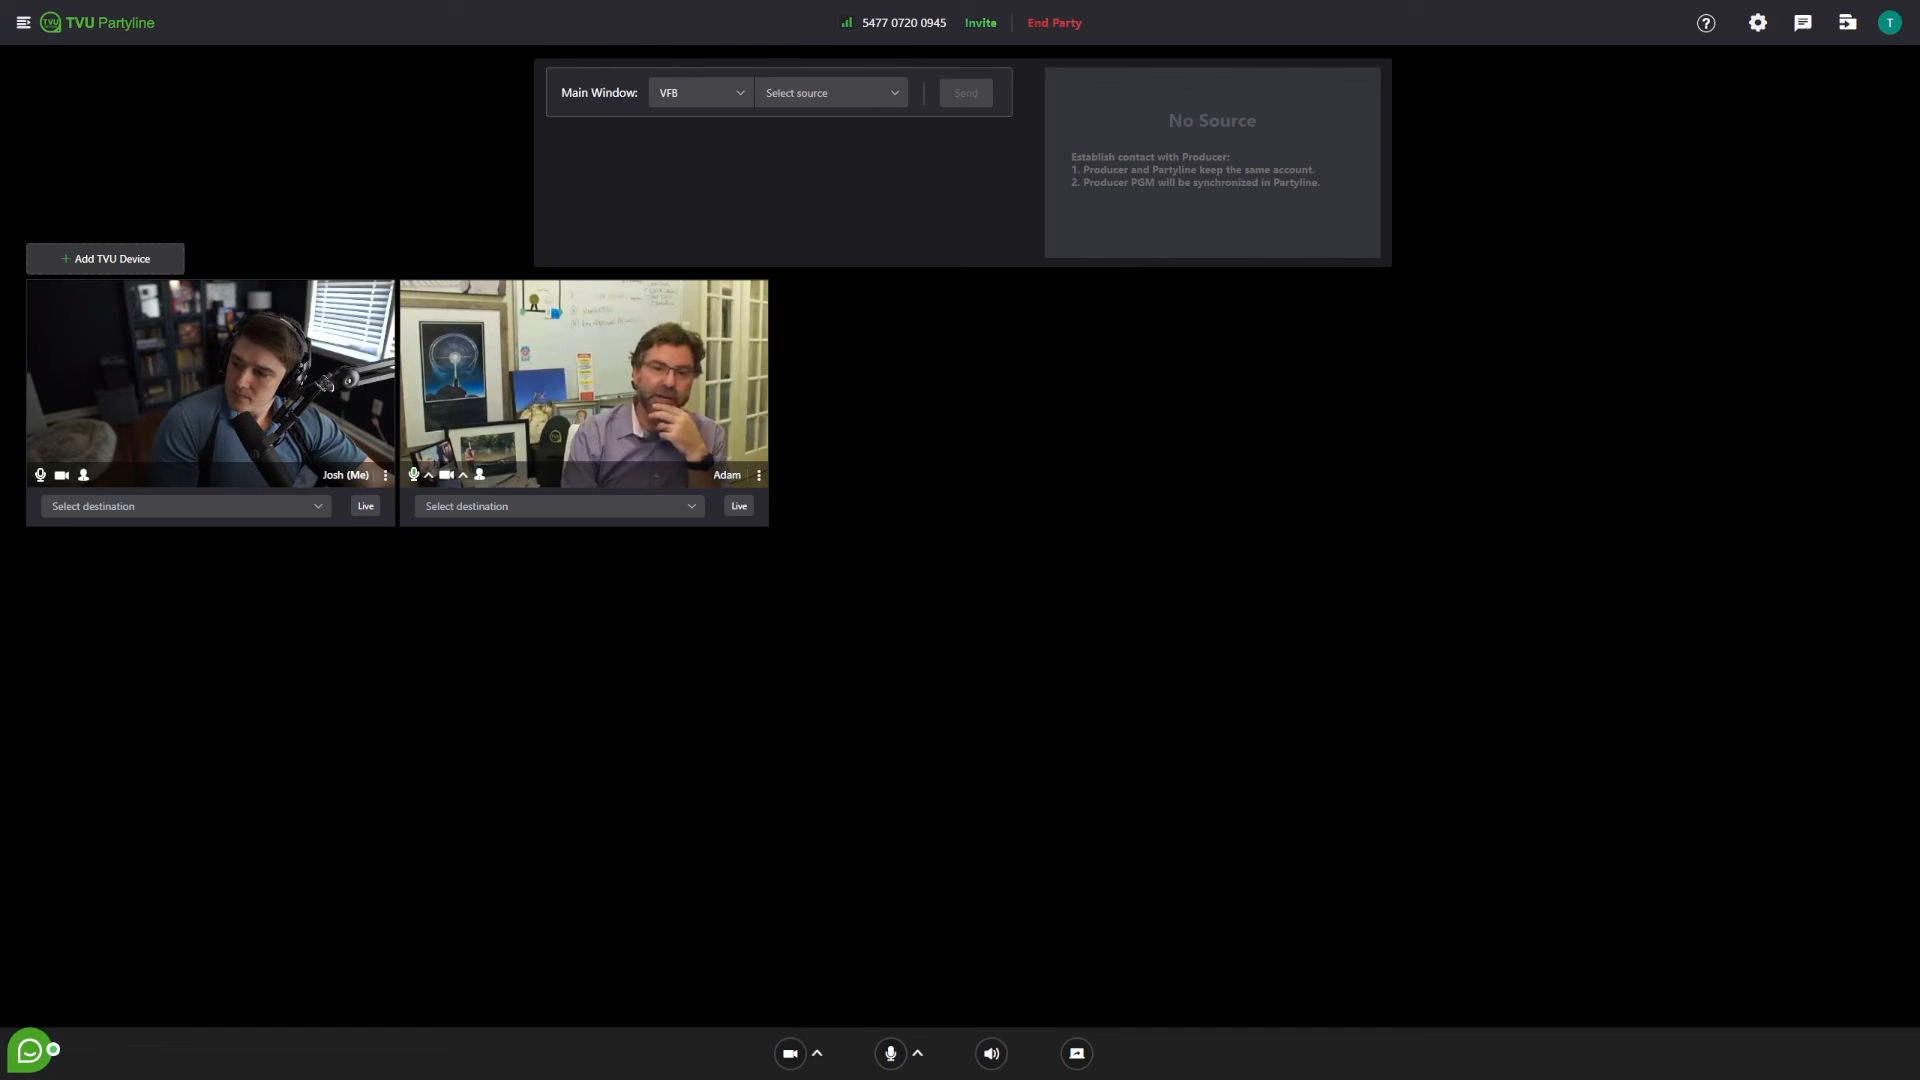 TVU Partyline
5477 0720 0945 Invite End Party
T
Main Window: VFB Select source Send
No Source
Establish contact with Producer:
1. Producer and Partyline keep the same account.
2. Producer PGM will be synchronized in Partyline.
+ Add TVU Device
Josh (Me)
Adam
Select destination Live
Select destination Live